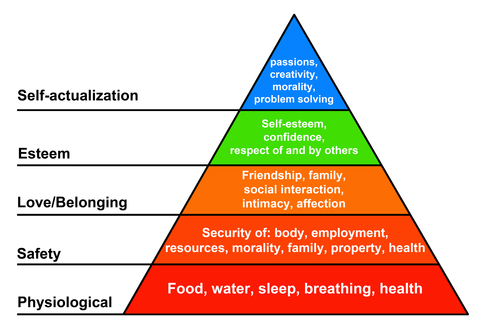 passions,
creativity,
morality,
problem solving
Self-actualization
Self-esteem,
confidence,
respect of and by others
Esteem
Friendship, family,
social interaction,
intimacy, affection
Love/Belonging
Security of: body, employment,
resources, morality, family, property, health
Safety
Food, water, sleep, breathing, health
Physiological